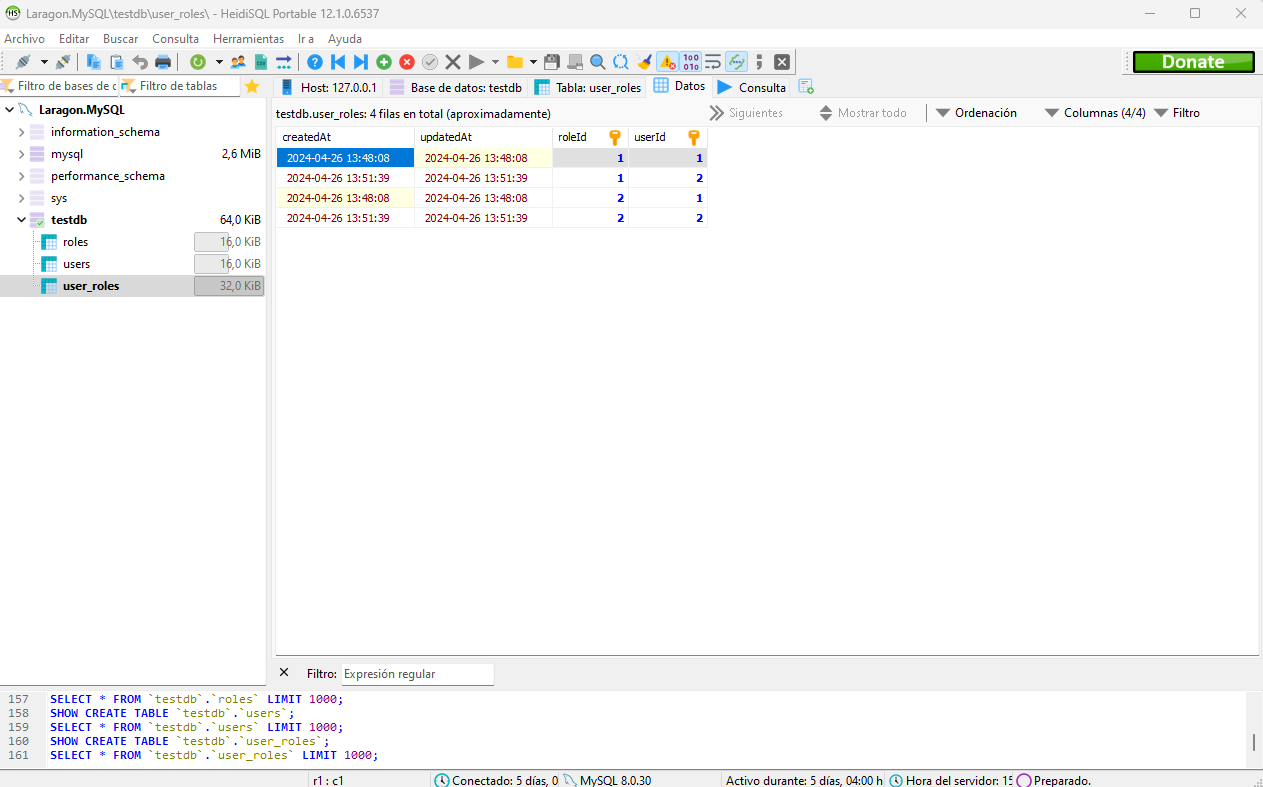 Laragon.MySQL\testdb\user_roles\ - HeidiSQL Portable 12.1.0.6537
Archivo Editar Buscar Consulta Herramientas Ir a Ayuda
Donate
Filtro de bases de c Filtro de tablas
Host: 127.0.0.1 Base de datos: testdb Tabla: user_roles Datos Consulta
Laragon.MySQL
information_schema
mysql 2,6 MiB
performance_schema
sys
testdb 64,0 KiB
roles 16,0 KiB
users 16,0 KiB
user_roles 32,0 KiB
testdb.user_roles: 4 filas en total (aproximadamente) Siguientes Mostrar todo Ordenación Columnas (4/4) Filtro
createdAt updatedAt roleId userId
2024-04-26 13:48:08 2024-04-26 13:48:08 1 1
2024-04-26 13:51:39 2024-04-26 13:51:39 1 2
2024-04-26 13:48:08 2024-04-26 13:48:08 2 1
2024-04-26 13:51:39 2024-04-26 13:51:39 2 2
Filtro: Expresión regular
157 SELECT * FROM `testdb`.`roles` LIMIT 1000;
158 SHOW CREATE TABLE `testdb`.`users`;
159 SELECT * FROM `testdb`.`users` LIMIT 1000;
160 SHOW CREATE TABLE `testdb`.`user_roles`;
161 SELECT * FROM `testdb`.`user_roles` LIMIT 1000;
r1 : c1 Conectado: 5 días, 0 MySQL 8.0.30 Activo durante: 5 días, 04:00 h Hora del servidor: 15 Preparado.